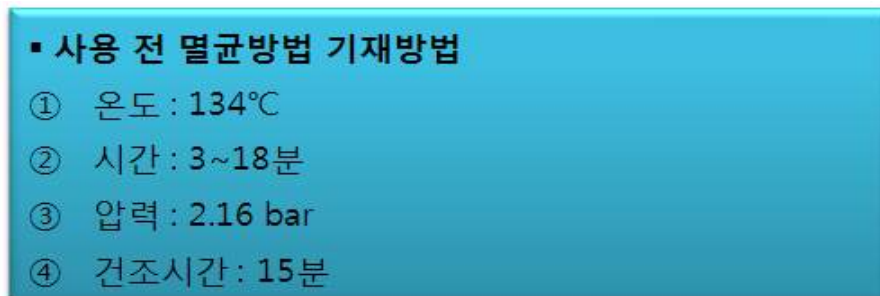 ▪ 사용 전 멸균방법 기재방법
① 온도 : 134℃
② 시간 : 3~18분
③ 압력 : 2.16 bar
④ 건조시간 : 15분